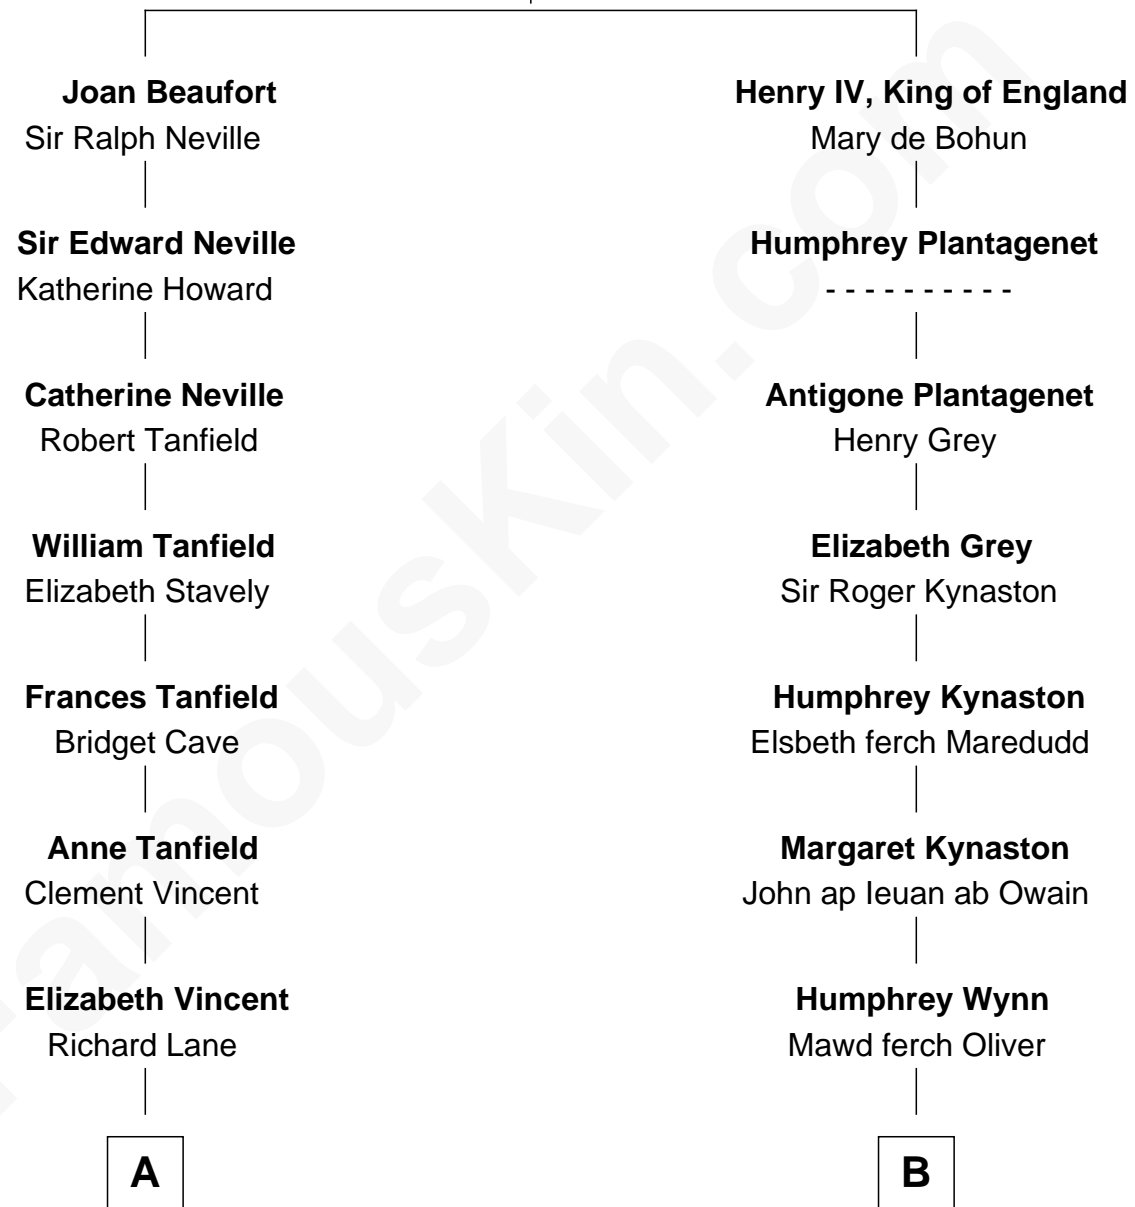 Joan Beaufort
Sir Ralph Neville
Sir Edward Neville
Katherine Howard
Catherine Neville
Robert Tanfield
William Tanfield
Elizabeth Stavely
Frances Tanfield
Bridget Cave
Anne Tanfield
Clement Vincent
Elizabeth Vincent
Richard Lane
A
Henry IV, King of England
Mary de Bohun
Humphrey Plantagenet
- - - - - - - - - -
Antigone Plantagenet
Henry Grey
Elizabeth Grey
Sir Roger Kynaston
Humphrey Kynaston
Elsbeth ferch Maredudd
Margaret Kynaston
John ap Ieuan ab Owain
Humphrey Wynn
Mawd ferch Oliver
B
FamousKin.com